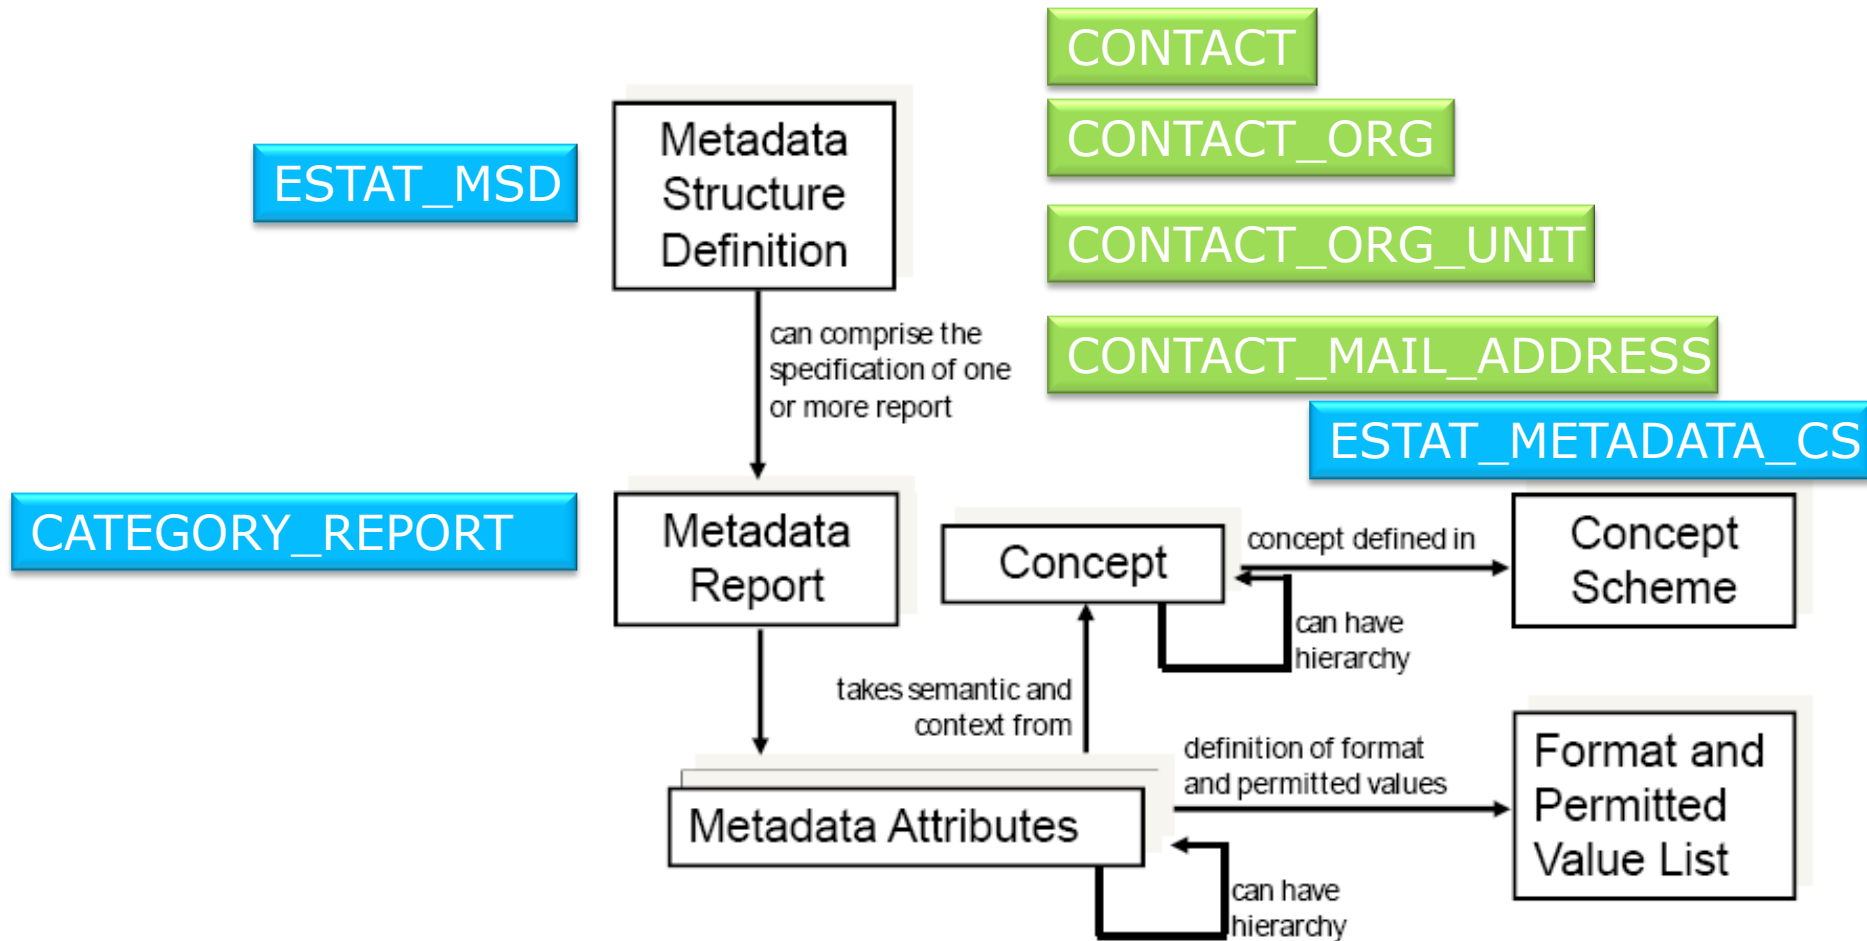 CONTACT
CONTACT_ORG
CONTACT_ORG_UNIT
CONTACT_MAIL_ADDRESS
ESTAT_METADATA_CS
ESTAT_MSD
Metadata
Structure
Definition
can comprise the
specification of one
or more report
CATEGORY_REPORT
Metadata
Report
Concept
concept defined in
Concept
Scheme
can have
hierarchy
takes semantic and
context from
Metadata Attributes
definition of format
and permitted values
Format and
Permitted
Value List
can have
hierarchy